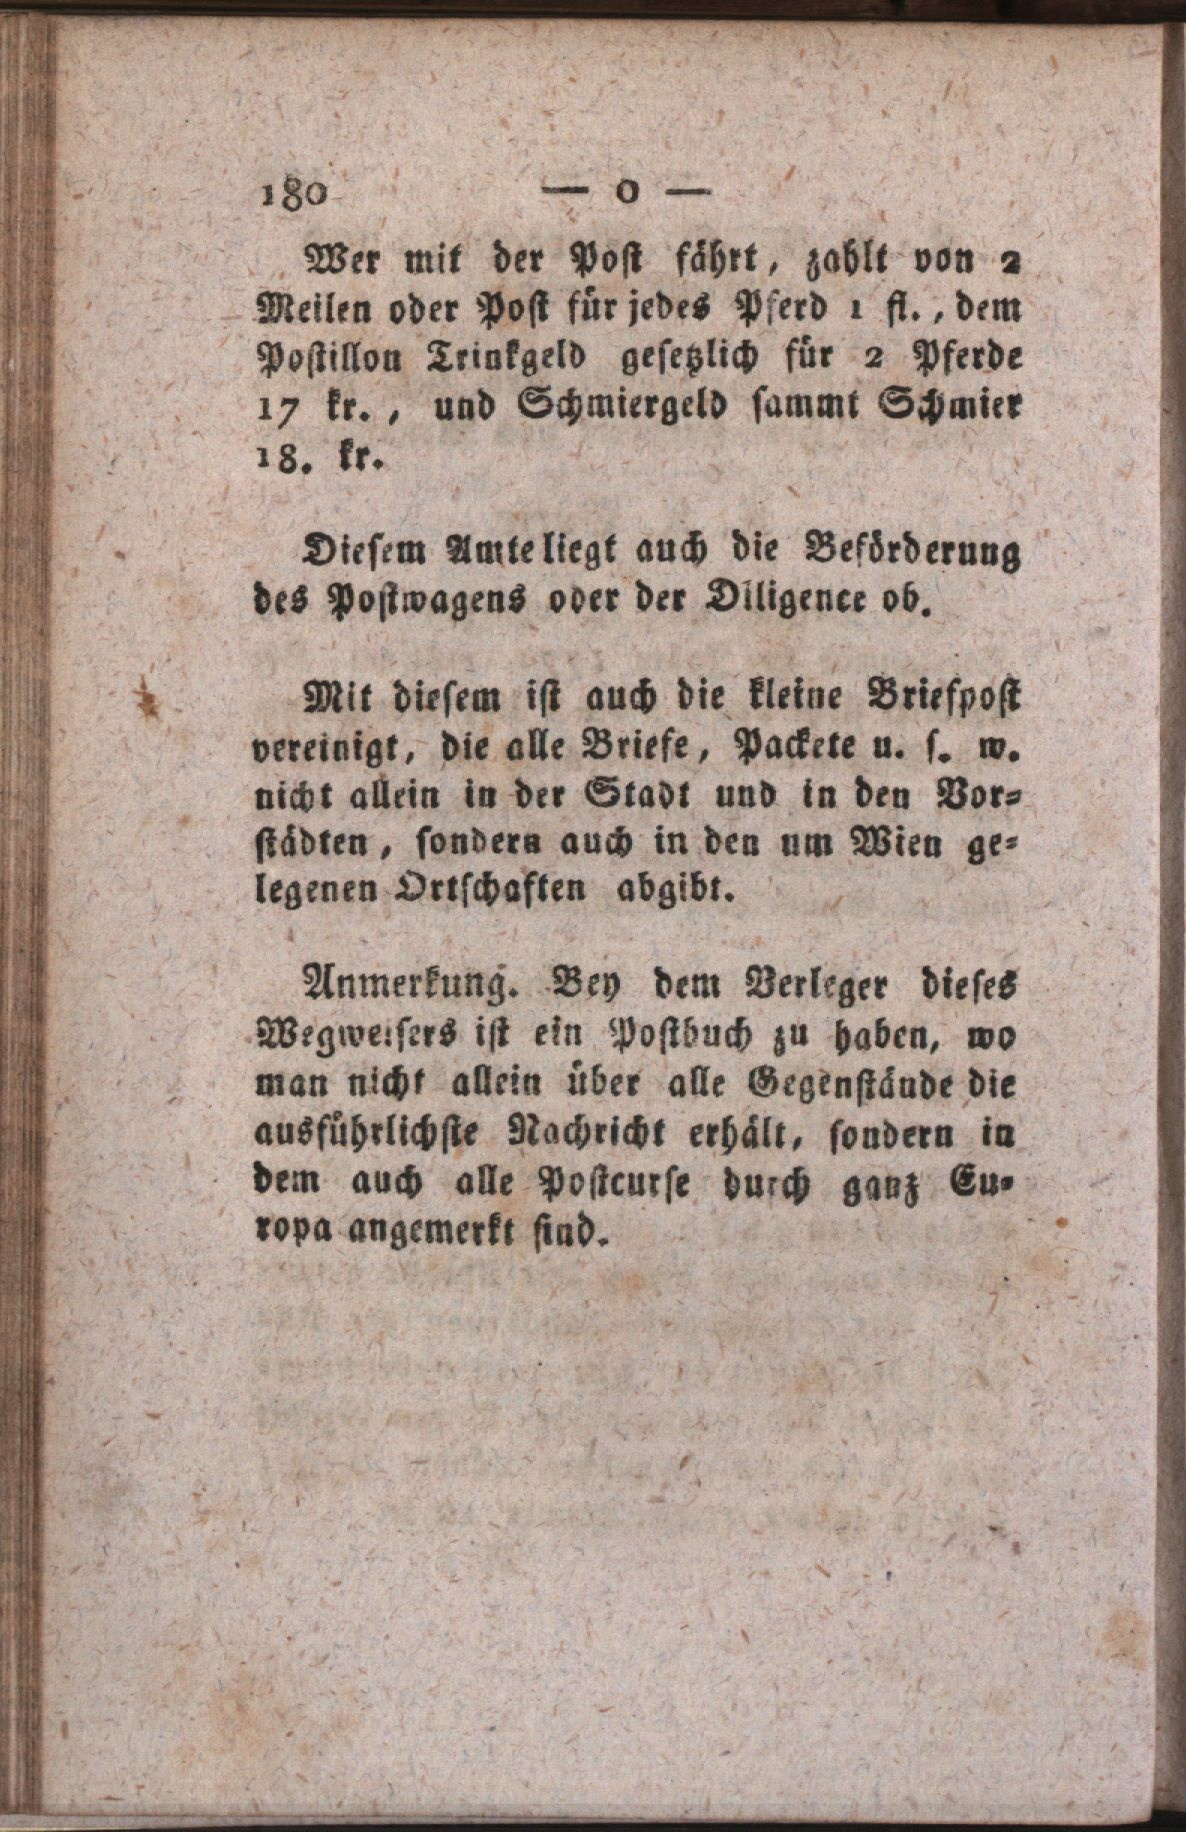 180 — o —
Wer mit der Post fährt, zahlt von 2
Meilen oder Post für jedes Pferd 1 fl., dem
Postillon Trinkgeld gesetzlich für 2 Pferde
17 kr., und Schmiergeld sammt Schmier
18. kr.
Diesem Amte liegt auch die Beförderung
des Postwagens oder der Diligence ob.
Mit diesem ist auch die kleine Briefpost
vereinigt, die alle Briefe, Packete u. s. w.
nicht allein in der Stadt und in den Vor-
städten, sondern auch in den um Wien ge-
legenen Ortschaften abgibt.
Anmerkung. Bey dem Verleger dieses
Wegweisers ist ein Postbuch zu haben, wo
man nicht allein über alle Gegenstände die
ausführlichste Nachricht erhält, sondern in
dem auch alle Postcurse durch ganz Eu-
ropa angemerkt sind.